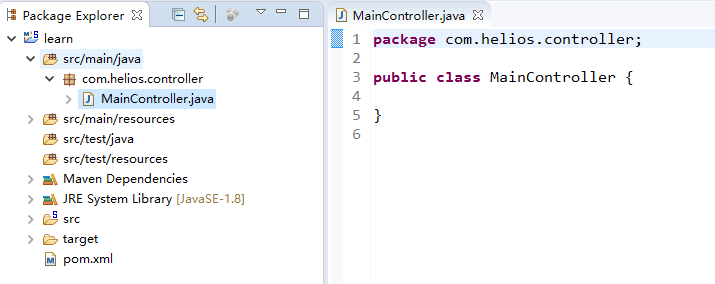 Package Explorer
learn
src/main/java
com.helios.controller
MainController.java
src/main/resources
src/test/java
src/test/resources
Maven Dependencies
JRE System Library [JavaSE-1.8]
src
target
pom.xml
MainController.java
1 package com.helios.controller;
2
3 public class MainController {
4
5 }
6